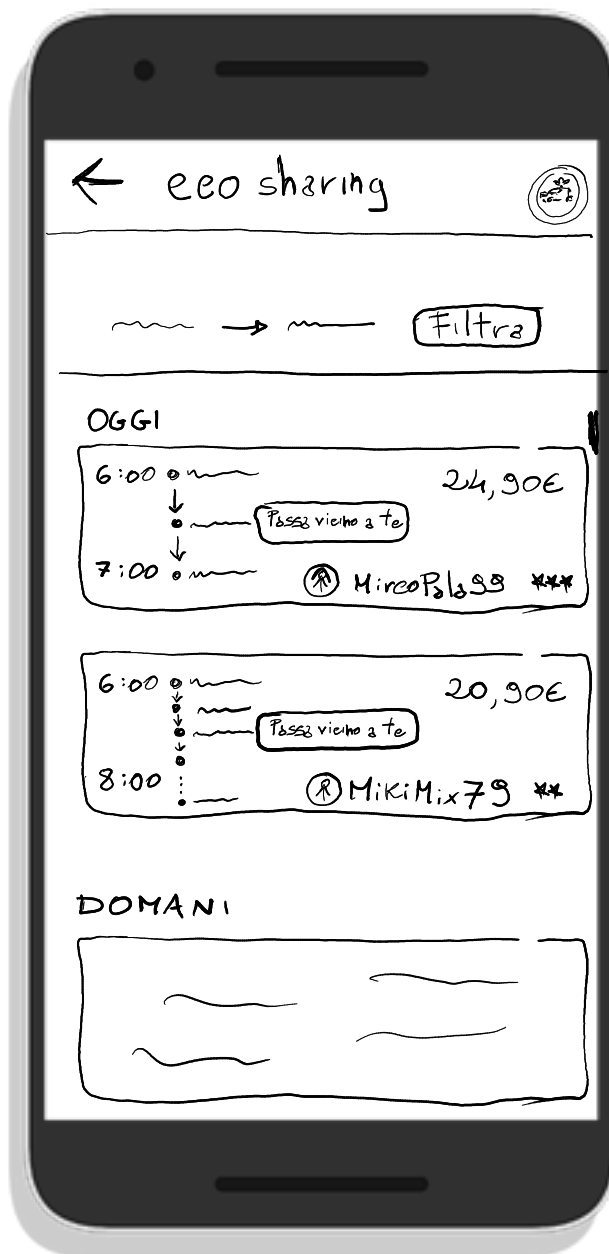 eco sharing
Filtra
OGGI
6:00 24,90€
Passa vicino a te
7:00 MircoPala99 ***
6:00 20,90€
Passa vicino a te
8:00 MikiMix79 **
DOMANI